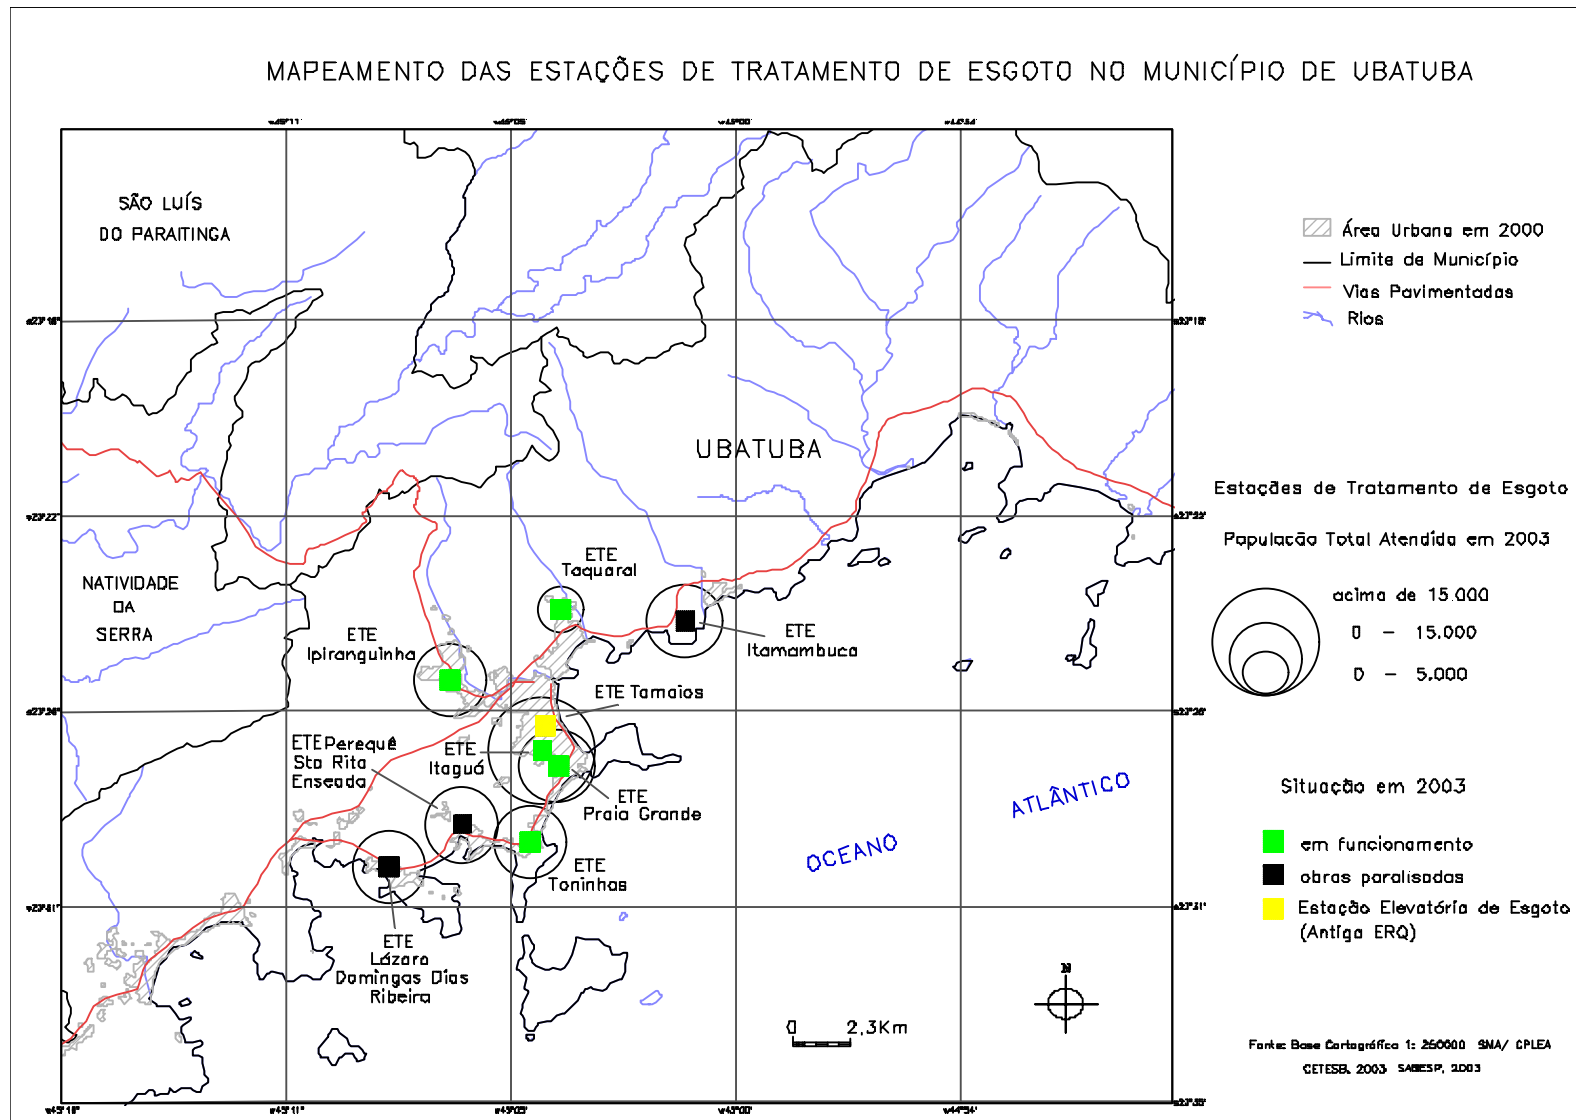 MAPEAMENTO DAS ESTAÇÕES DE TRATAMENTO DE ESGOTO NO MUNICÍPIO DE UBATUBA
SÃO LUÍS
DO PARAITINGA
Área Urbana em 2000
Limite de Município
Vias Pavimentadas
Rios
UBATUBA
Estações de Tratamento de Esgoto
População Total Atendida em 2003
acima de 15.000
0 - 15.000
0 - 5.000
NATIVIDADE
DA
SERRA
ETE
Taquaral
ETE
Ipiranguinha
ETE
Itamambuca
ETE Tamoios
ETE Perequê
Sta Rita
Enseada
ETE
Itaguá
ETE
Praia Grande
ETE
Toninhas
ETE
Lázaro
Domingas Dias
Ribeira
OCEANO
ATLÂNTICO
Situação em 2003
em funcionamento
obras paralisadas
Estação Elevatória de Esgoto
(Antiga ERQ)
N
0 2,3Km
Fonte: Base Cartográfica 1: 250000 SMA/ CPLEA
CETESB, 2003 SABESP, 2003